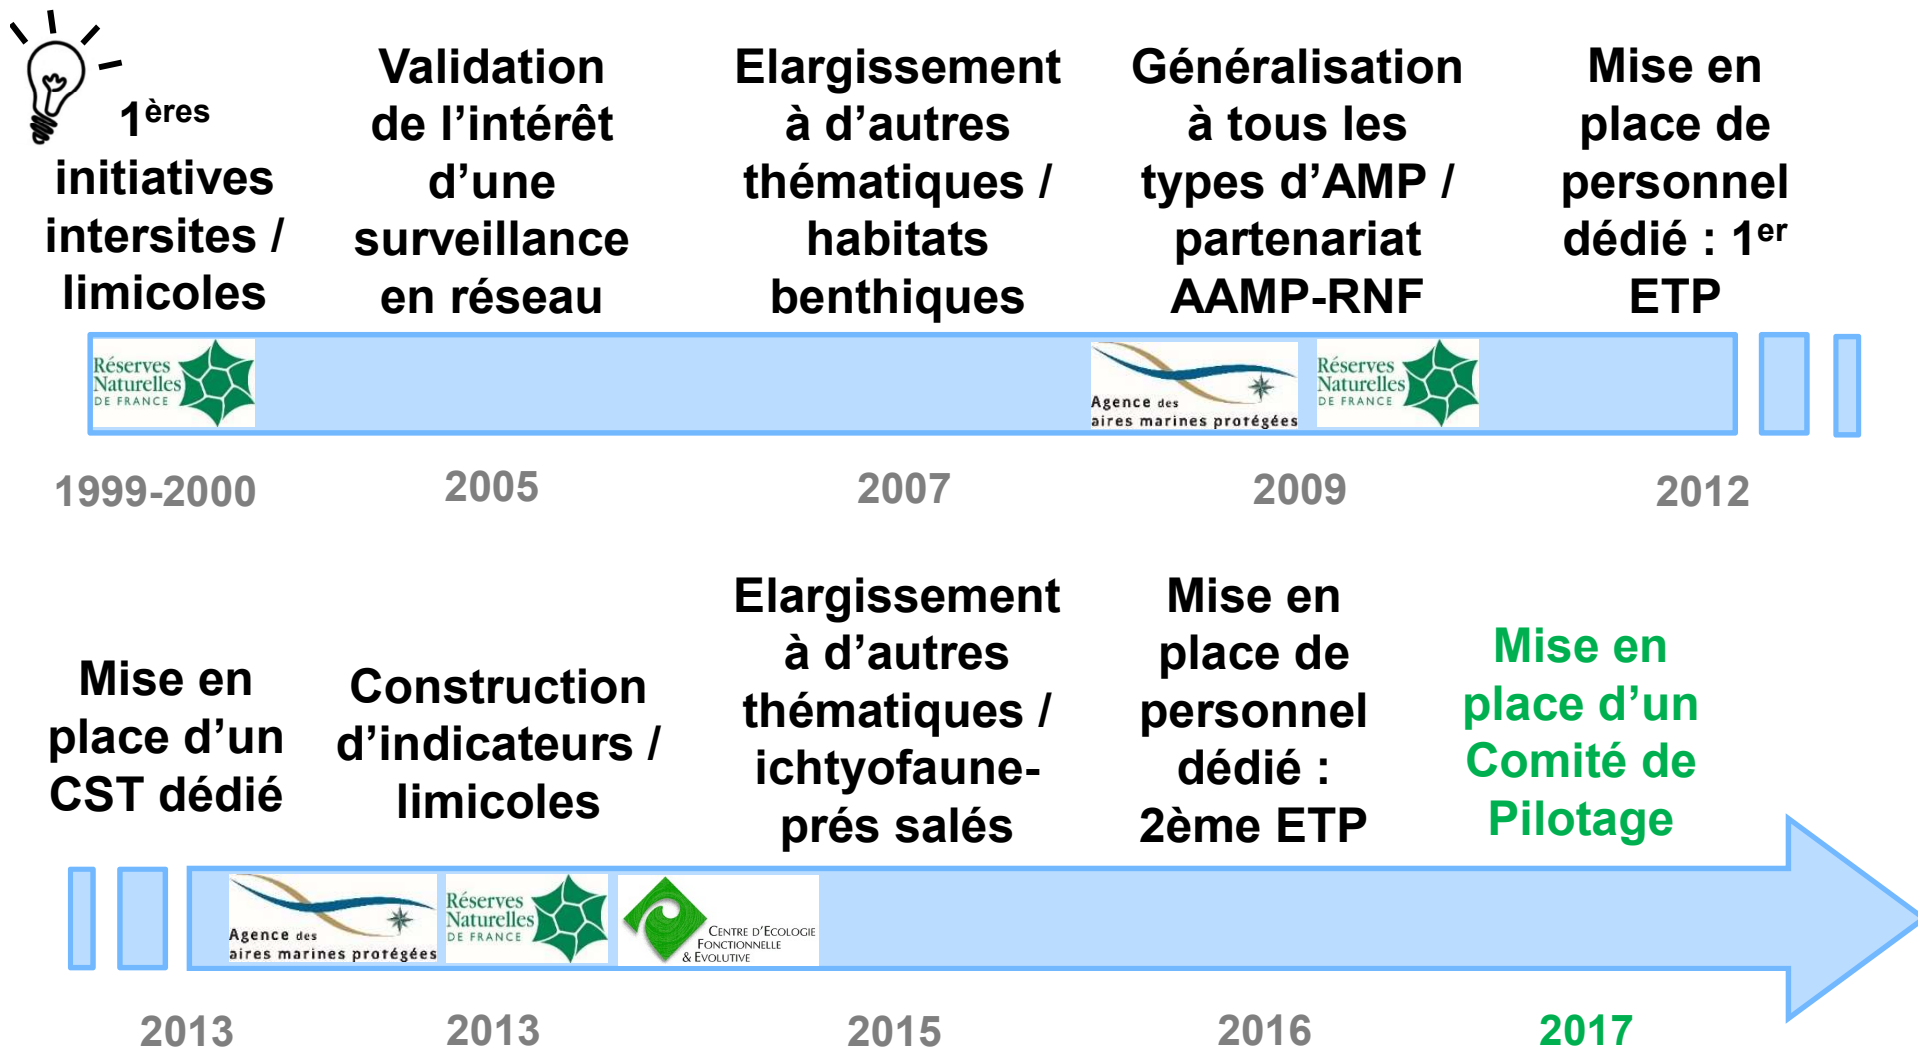 1ères
initiatives
intersites /
limicoles
Validation
de l’intérêt
d’une
surveillance
en réseau
Elargissement
à d’autres
thématiques /
habitats
benthiques
Généralisation
à tous les
types d’AMP /
partenariat
AAMP-RNF
Mise en
place de
personnel
dédié : 1er
ETP
Réserves
Naturelles
DE FRANCE
Agence des
aires marines protégées
Réserves
Naturelles
DE FRANCE
1999-2000
2005
2007
2009
2012
Mise en
place d’un
CST dédié
Construction
d’indicateurs /
limicoles
Elargissement
à d’autres
thématiques /
ichtyofaune-
prés salés
Mise en
place de
personnel
dédié :
2ème ETP
Mise en
place d’un
Comité de
Pilotage
Agence des
aires marines protégées
Réserves
Naturelles
DE FRANCE
CENTRE D’ECOLOGIE
FONCTIONNELLE
& EVOLUTIVE
2013
2013
2015
2016
2017